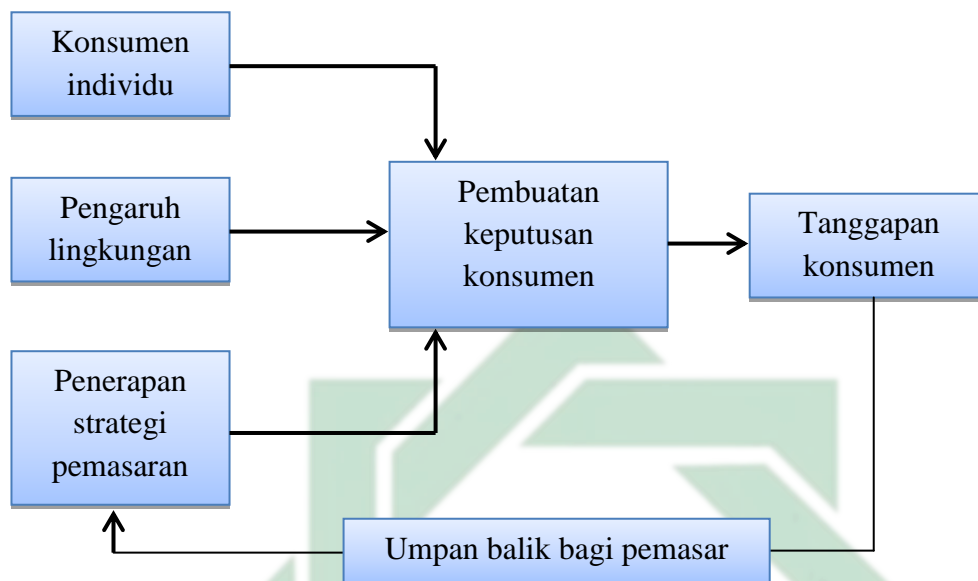 Konsumen
individu
Pengaruh
lingkungan
Penerapan
strategi
pemasaran
Pembuatan
keputusan
konsumen
Tanggapan
konsumen
Umpan balik bagi pemasar